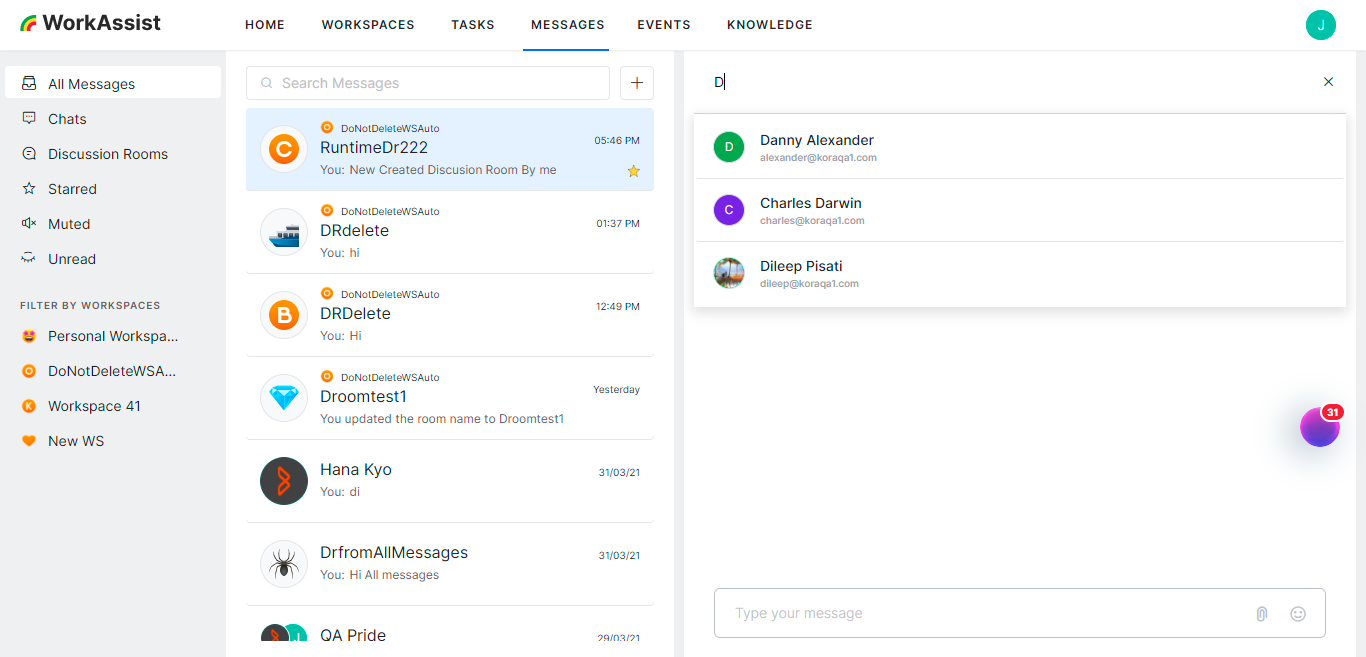 WorkAssist
HOME WORKSPACES TASKS MESSAGES EVENTS KNOWLEDGE
J
All Messages
Chats
Discussion Rooms
Starred
Muted
Unread
FILTER BY WORKSPACES
Personal Workspa...
DoNotDeleteWSA...
K
Workspace 41
New WS
Search Messages
C
DoNotDeleteWSAuto
RuntimeDr222
05:46 PM
You: New Created Discusion Room By me
DoNotDeleteWSAuto
DRdelete
01:37 PM
You: hi
B
DoNotDeleteWSAuto
DRDelete
12:49 PM
You: Hi
DoNotDeleteWSAuto
Droomtest1
Yesterday
You updated the room name to Droomtest1
Hana Kyo
31/03/21
You: di
DrfromAllMessages
31/03/21
You: Hi All messages
J
QA Pride
29/03/21
D
D
Danny Alexander
alexander@koraqa1.com
C
Charles Darwin
charles@koraqa1.com
Dileep Pisati
dileep@koraqa1.com
31
Type your message